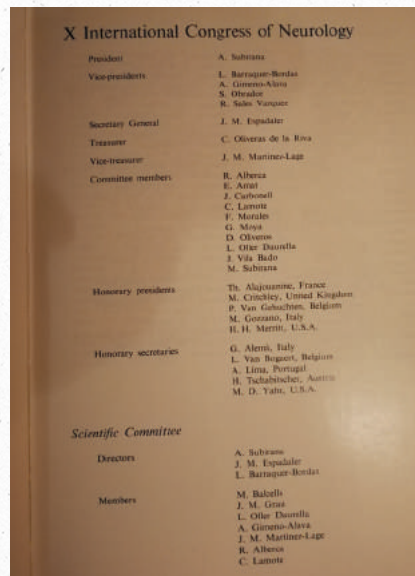 X International Congress of Neurology
President A. Subirana
Vice-presidents L. Barraquer-Bordas
A. Gimeno-Alava
S. Obrador
R. Sales Vazquez
Secretary General J. M. Espadaler
Treasurer C. Oliveras de la Riva
Vice-treasurer J. M. Martinez-Lage
Committee members R. Alberca
E. Amat
J. Carbonell
C. Lamote
F. Morales
G. Moya
D. Oliveros
L. Oller Daurella
J. Vila Bado
M. Subirana
Honorary presidents Th. Alajouanine, France
M. Critchley, United Kingdom
P. Van Gehuchten, Belgium
M. Gozzano, Italy
H. H. Merritt, U.S.A.
Honorary secretaries G. Alemà, Italy
L. Van Bogaert, Belgium
A. Lima, Portugal
H. Tschabitscher, Austria
M. D. Yahr, U.S.A.
Scientific Committee
Directors A. Subirana
J. M. Espadaler
L. Barraquer-Bordas
Members M. Balcells
J. M. Grau
L. Oller Daurella
A. Gimeno-Alava
J. M. Martinez-Lage
R. Alberca
C. Lamote